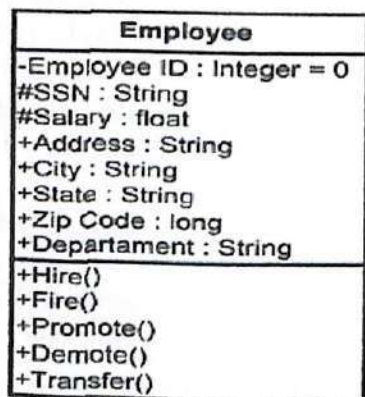 Employee
-Employee ID : Integer = 0
#SSN : String
#Salary : float
+Address : String
+City : String
+State : String
+Zip Code : long
+Departament : String
+Hire()
+Fire()
+Promote()
+Demote()
+Transfer()